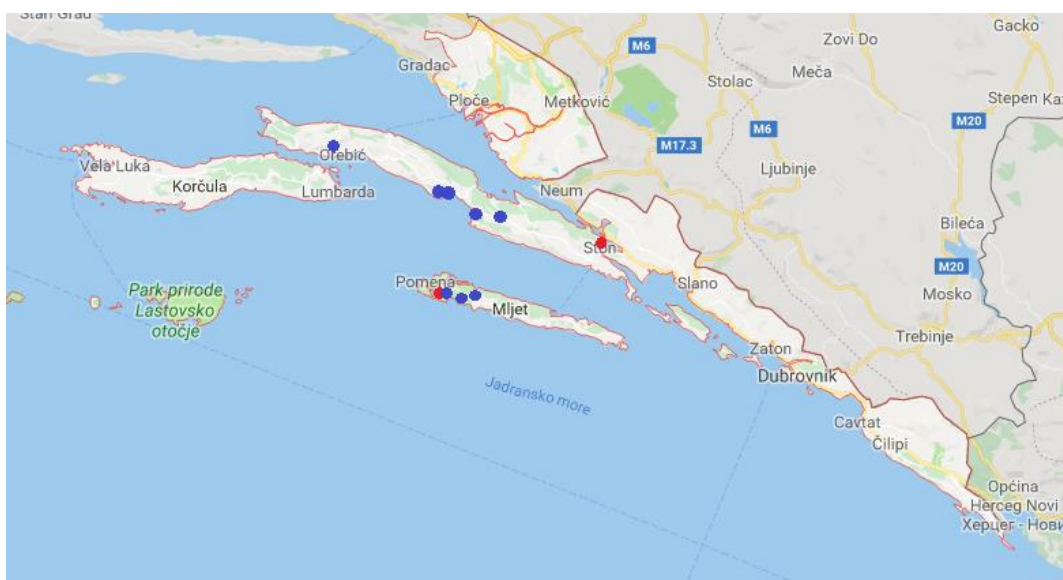 Stari Grad
Gacko
Zovi Do
M6
Gradac
Stolac
Meča
Ploče
Metković
Stepen Kaz
M20
M6
M17.3
Orebić
Vela Luka
Ljubinje
Korčula
Lumbarda
Neum
Bileća
Ston
M20
Pomena
Slano
Park prirode
Lastovsko
otočje
Mosko
Mljet
Trebinje
Zaton
Dubrovnik
Jadransko more
Cavtat
Čilipi
Općina
Herceg Novi
Херцег - Нови